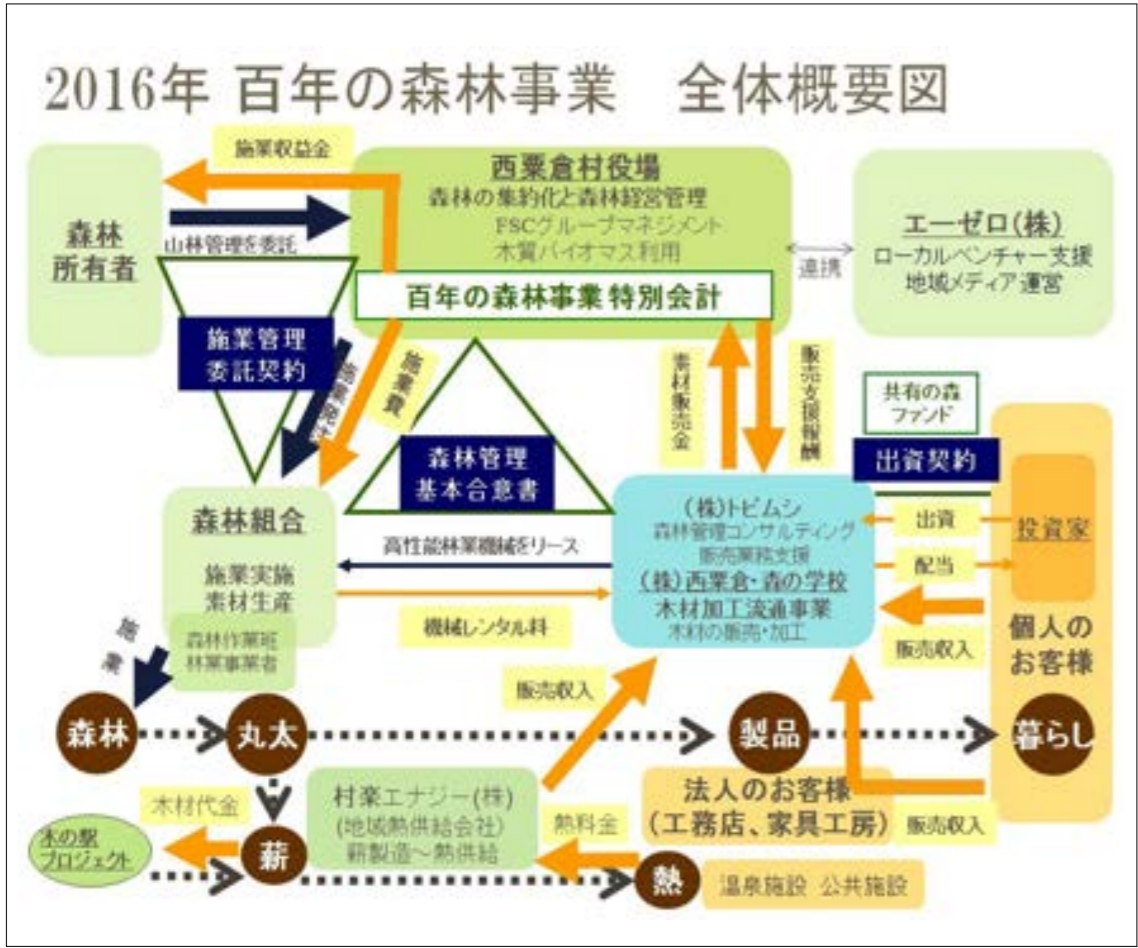 2016年 百年の森林事業　全体概要図
施業収益金
森林
所有者
山林管理を委託
西粟倉村役場
森林の集約化と森林経営管理
FSCグループマネジメント
木質バイオマス利用
百年の森林事業特別会計
連携
エーゼロ(株)
ローカルベンチャー支援
地域メディア運営
施業管理
委託契約
施業発注
施業費
森林管理
基本合意書
素材販売金
販売支援報酬
共有の森
ファンド
出資契約
森林組合
施業実施
素材生産
森林作業班
林業事業者
高性能林業機械をリース
機械レンタル料
(株)トビムシ
森林管理コンサルティング
販売業務支援
(株)西粟倉・森の学校
木材加工流通事業
木材の販売・加工
出資
配当
投資家
販売収入
個人の
お客様
施業
販売収入
森林
丸太
製品
暮らし
木材代金
木の駅
プロジェクト
薪
村楽エナジー(株)
(地域熱供給会社)
薪製造～熱供給
熱料金
法人のお客様
(工務店、家具工房)
販売収入
熱
温泉施設 公共施設